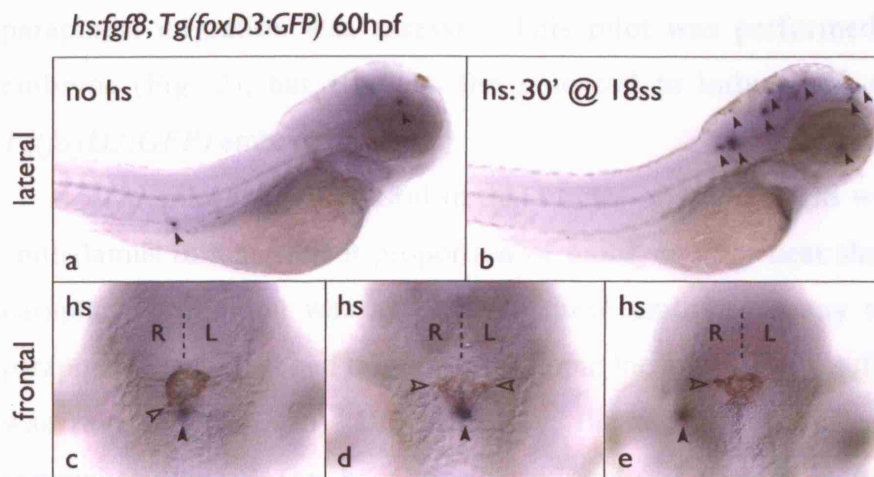 hs:fgf8; Tg(foxD3:GFP) 60hpf
no hs
hs: 30' @ 18ss
lateral
a
b
hs
R L
hs
R L
hs
R L
frontal
c
d
e